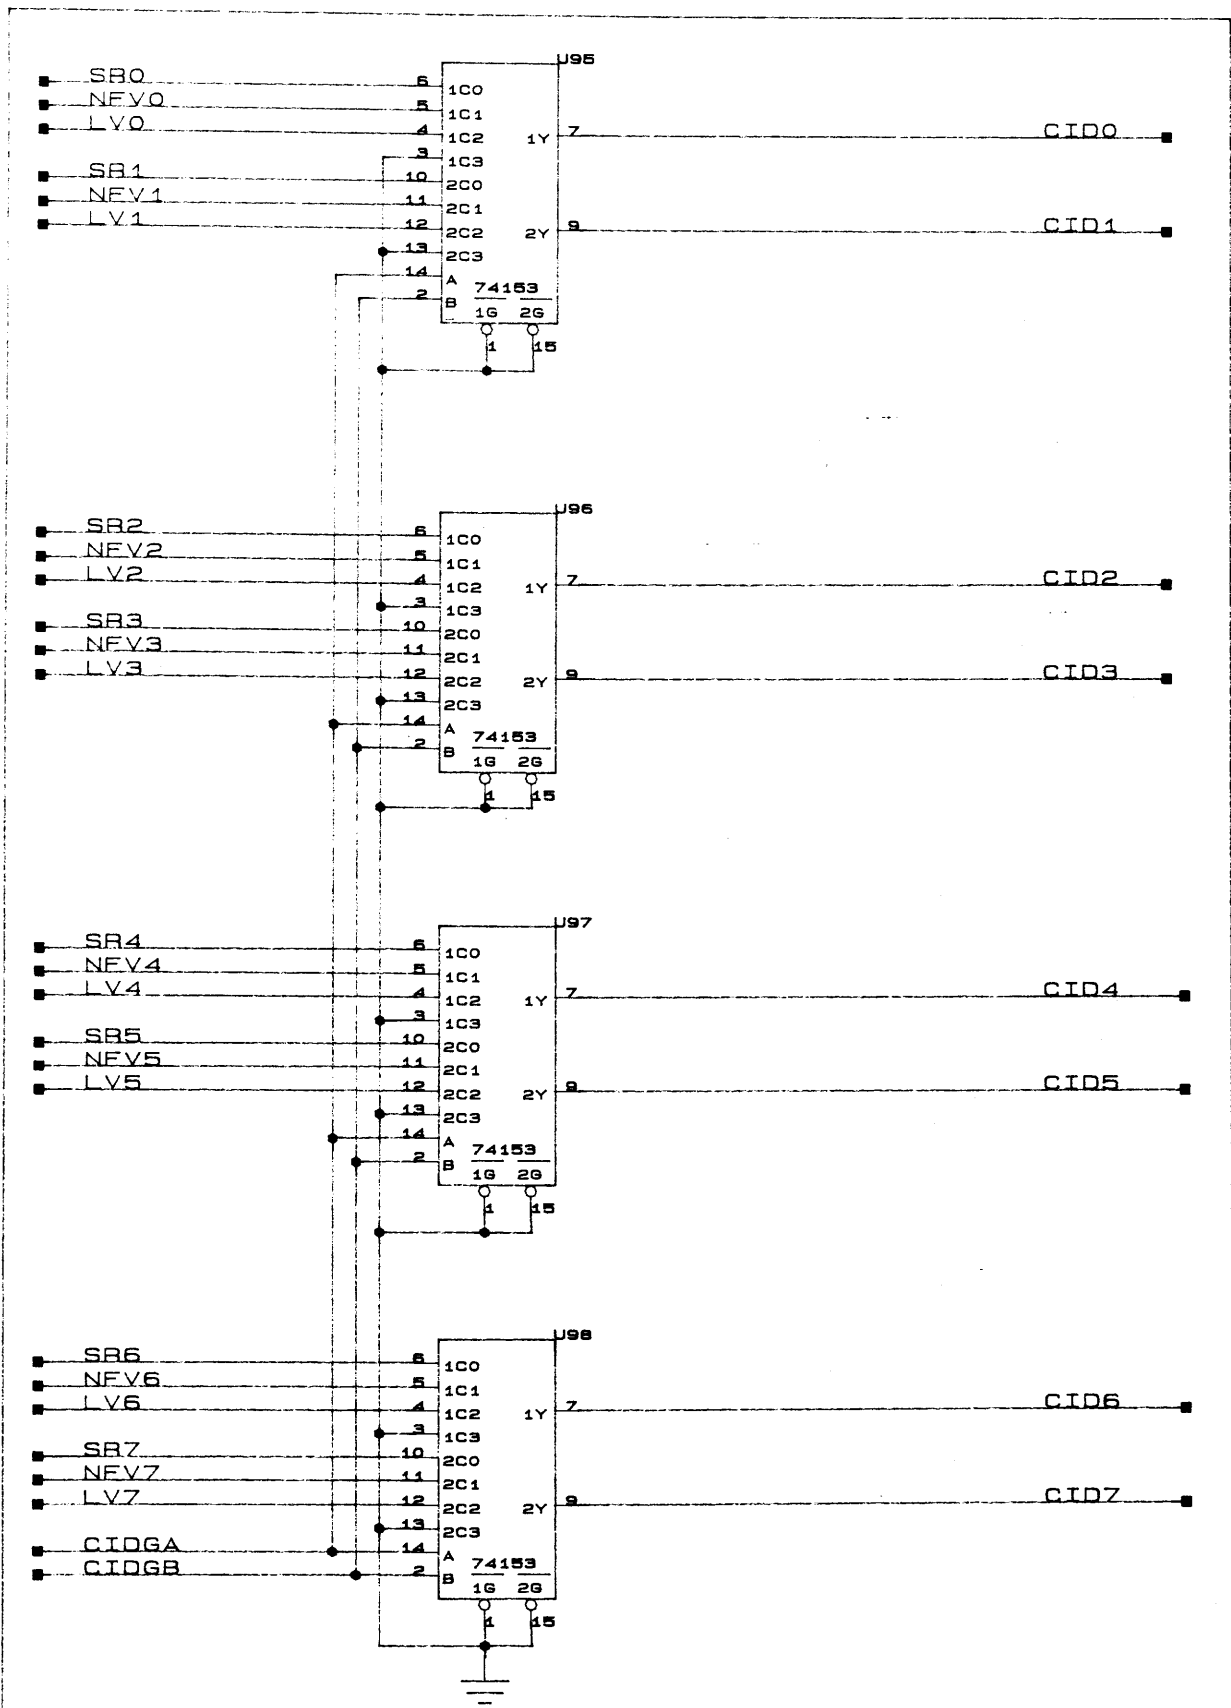 U95
SR0 6 1C0
NFV0 5 1C1
LV0 4 1C2 1Y 7 CID0
3 1C3
SR1 10 2C0
NFV1 11 2C1
LV1 12 2C2 2Y 9 CID1
13 2C3
14 A
2 B 74153
1G 2G
1 15
U96
SR2 6 1C0
NFV2 5 1C1
LV2 4 1C2 1Y 7 CID2
3 1C3
SR3 10 2C0
NFV3 11 2C1
LV3 12 2C2 2Y 9 CID3
13 2C3
14 A
2 B 74153
1G 2G
1 15
U97
SR4 6 1C0
NFV4 5 1C1
LV4 4 1C2 1Y 7 CID4
3 1C3
SR5 10 2C0
NFV5 11 2C1
LV5 12 2C2 2Y 9 CID5
13 2C3
14 A
2 B 74153
1G 2G
1 15
U98
SR6 6 1C0
NFV6 5 1C1
LV6 4 1C2 1Y 7 CID6
3 1C3
SR7 10 2C0
NFV7 11 2C1
LV7 12 2C2 2Y 9 CID7
13 2C3
CIDGA 14 A
CIDGB 2 B 74153
1G 2G
1 15